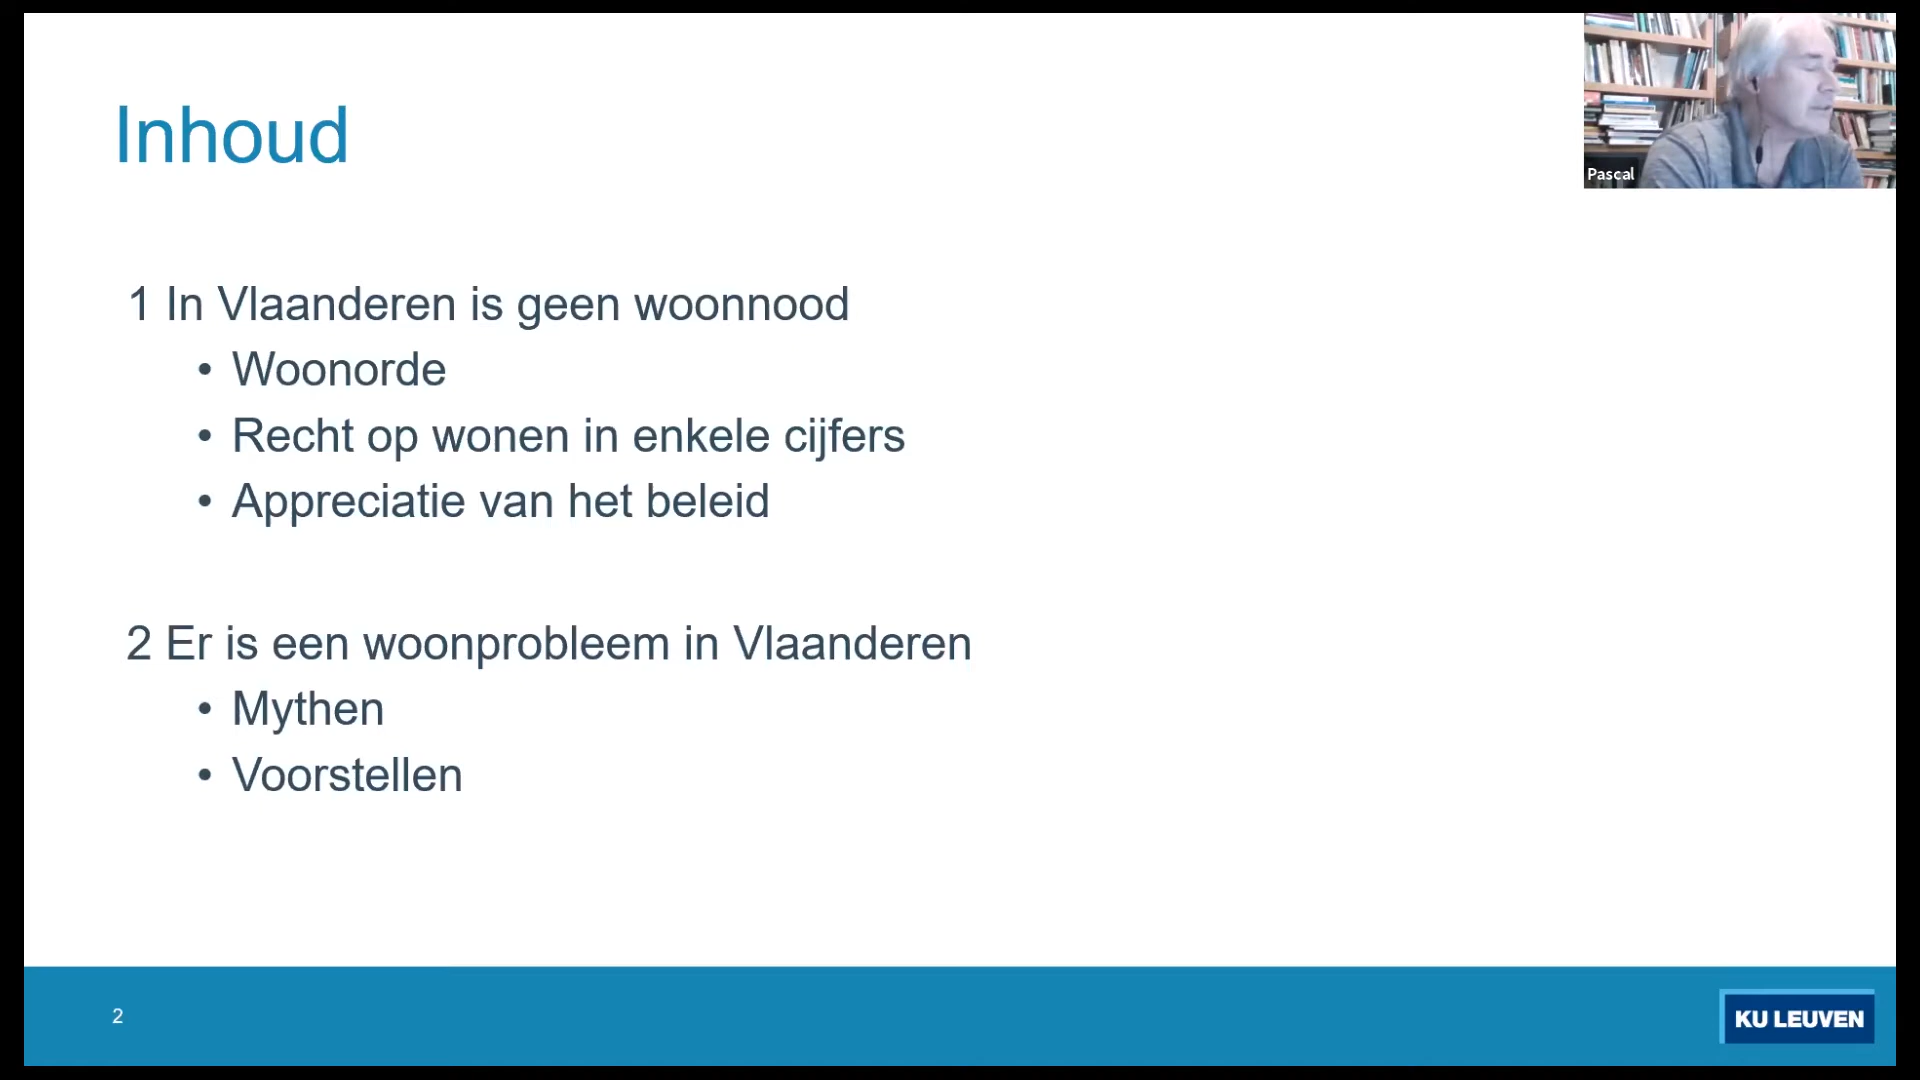 Inhoud
Pascal
1 In Vlaanderen is geen woonnood
• Woonorde
• Recht op wonen in enkele cijfers
• Appreciatie van het beleid
2 Er is een woonprobleem in Vlaanderen
• Mythen
• Voorstellen
2
KU LEUVEN